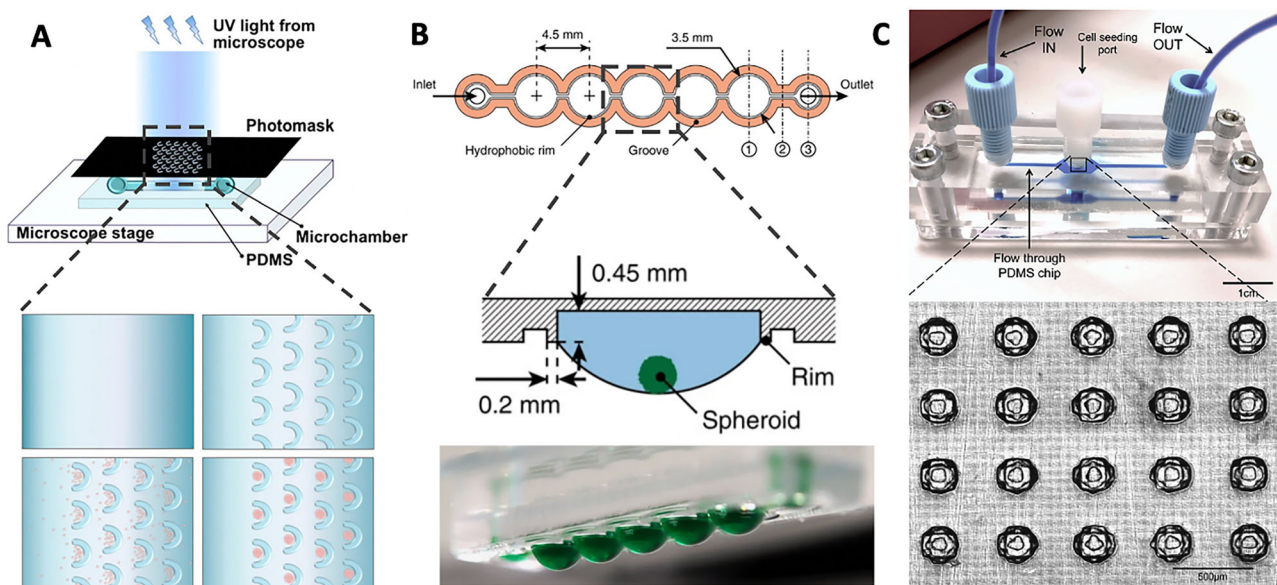 A
UV light from
microscope
Photomask
Microscope stage
Microchamber
PDMS
B
4.5 mm
3.5 mm
Inlet
Outlet
Hydrophobic rim
Groove
1
2
3
0.45 mm
0.2 mm
Rim
Spheroid
C
Flow
IN
Cell seeding
port
Flow
OUT
Flow through
PDMS chip
1cm
500µm